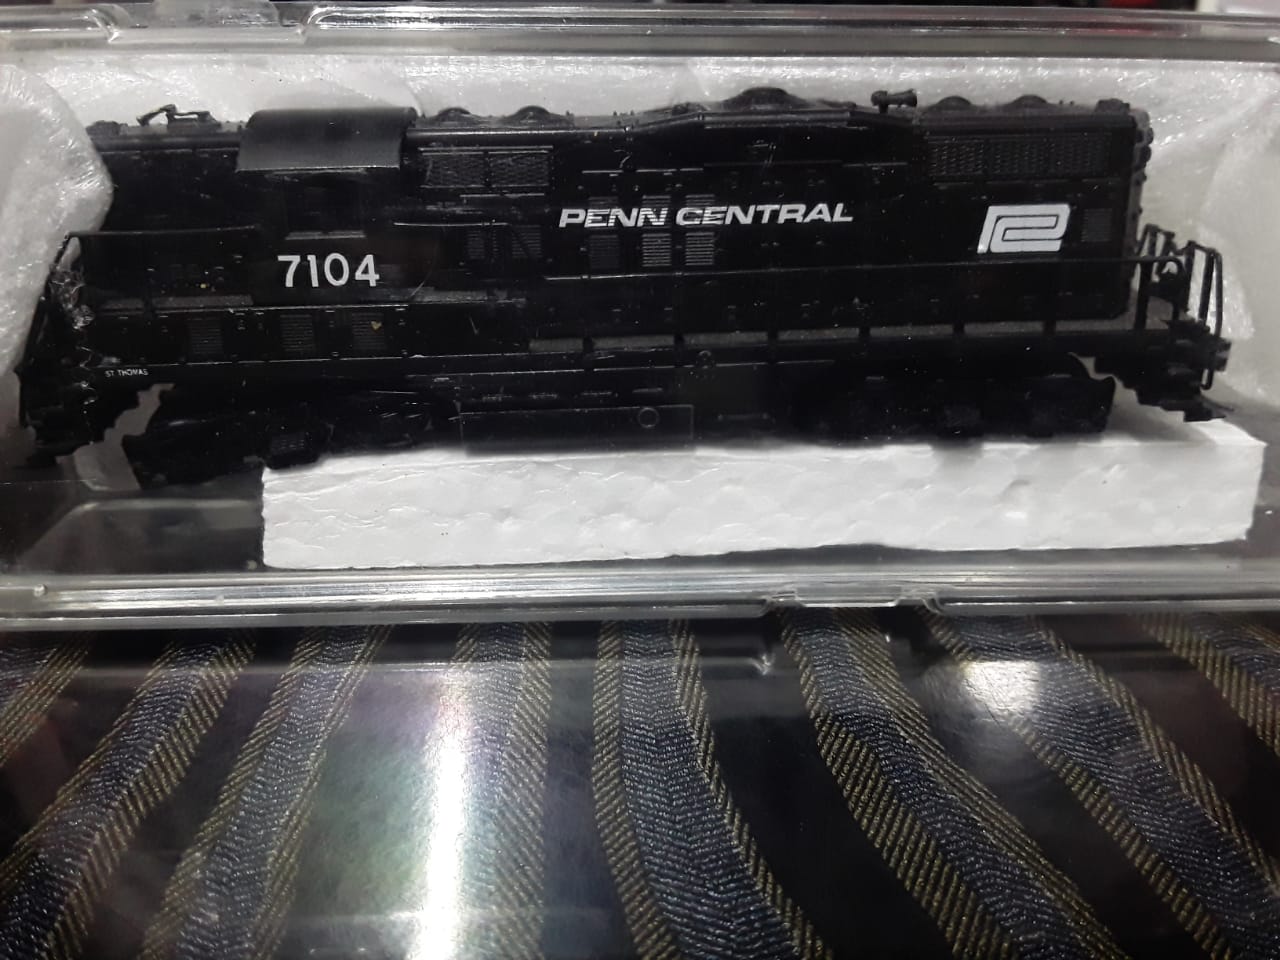 PENN CENTRAL
7104
ST THOMAS